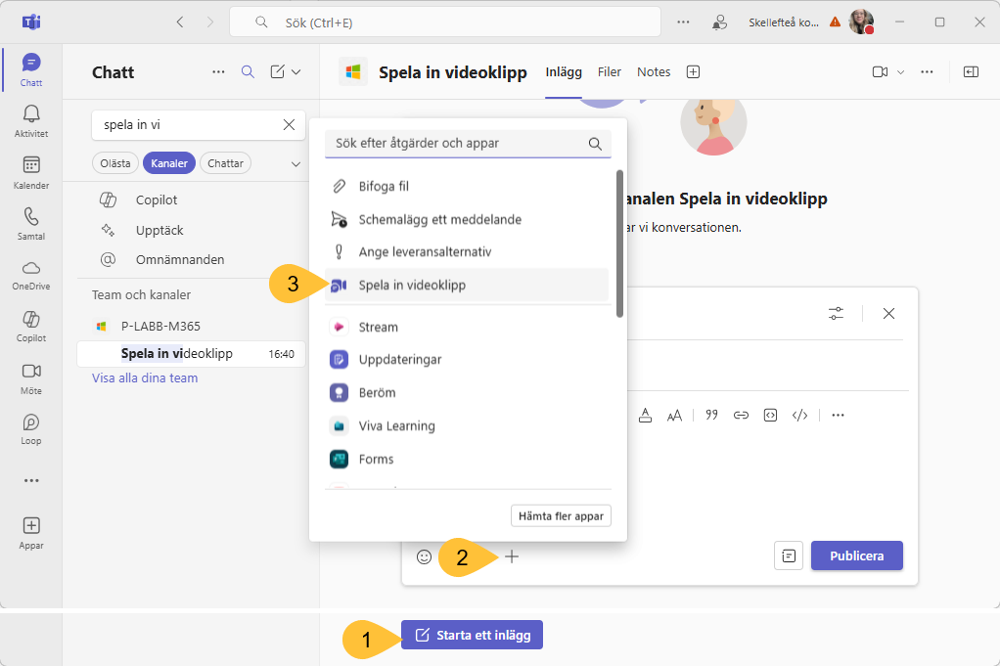 Sök (Ctrl+E)
Skellefteå ko...
Chatt
Aktivitet
Kalender
Samtal
OneDrive
Copilot
Möte
Loop
Appar
Chatt
spela in vi
Olästa
Kanaler
Chattar
Copilot
Upptäck
Omnämnanden
Team och kanaler
P-LABB-M365
Spela in videoklipp 16:40
Visa alla dina team
Spela in videoklipp
Inlägg
Filer
Notes
Sök efter åtgärder och appar
Bifoga fil
Schemalägg ett meddelande
Ange leveransalternativ
3
Spela in videoklipp
Stream
Uppdateringar
Beröm
Viva Learning
Forms
Hämta fler appar
analen Spela in videoklipp
ar vi konversationen.
2
Publicera
1
Starta ett inlägg